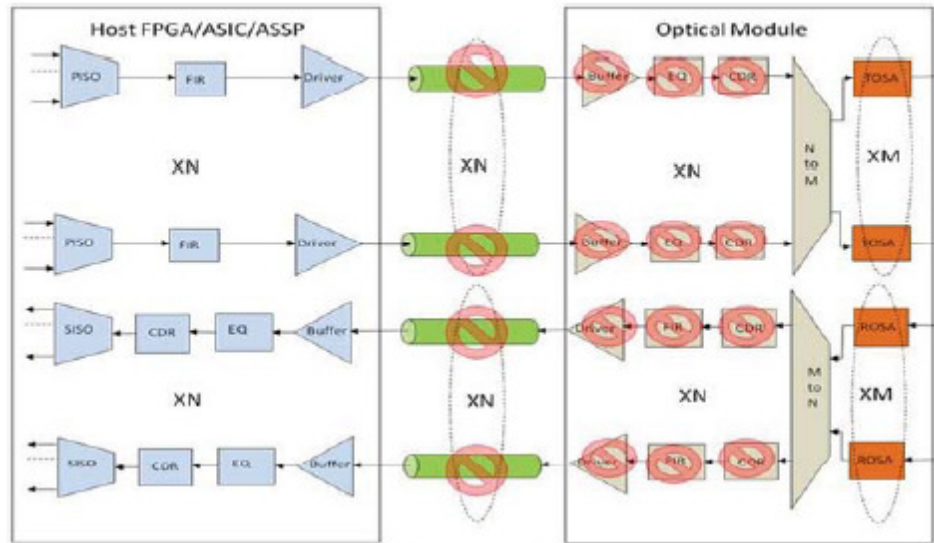 Host FPGA/ASIC/ASSP
Optical Module
PISO FIR Driver Buffer EQ CDR TOSA
XN XN XN N to M XM
PISO FIR Driver Buffer EQ CDR TOSA
SISO CDR EQ Buffer Driver FIR CDR ROSA
XN XN XN M to N XM
SISO CDR EQ Buffer Driver FIR CDR ROSA